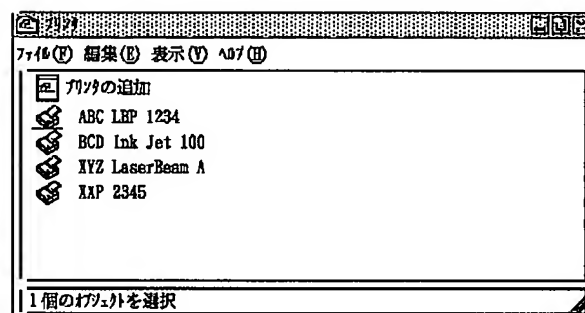 プリンタ
ファイル(F) 編集(E) 表示(V) ヘルプ(H)
プリンタの追加
ABC LBP 1234
BCD Ink Jet 100
XYZ LaserBeam A
XXP 2345
1個のオブジェクトを選択